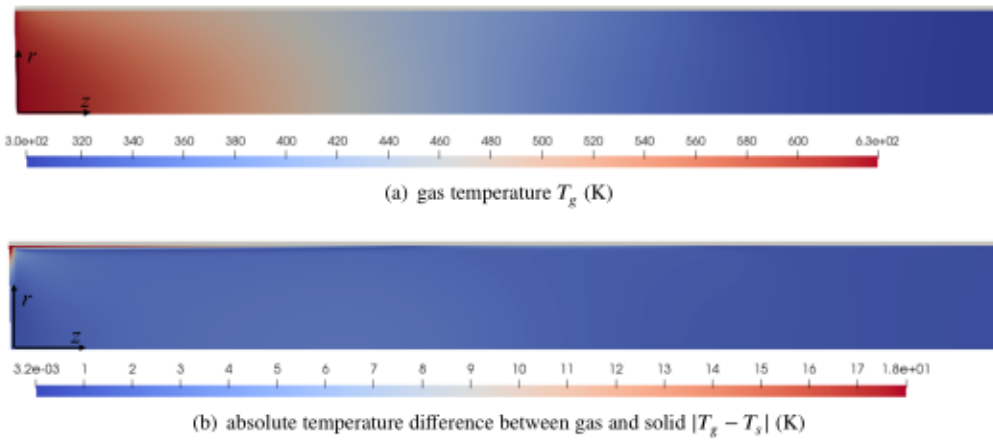 r
z
3.0e+02 320 340 360 380 400 420 440 460 480 500 520 540 560 580 600 6.3e+02
(a) gas temperature T_g (K)
r
z
3.2e-03 1 2 3 4 5 6 7 8 9 10 11 12 13 14 15 16 17 1.8e+01
(b) absolute temperature difference between gas and solid |T_g − T_s| (K)